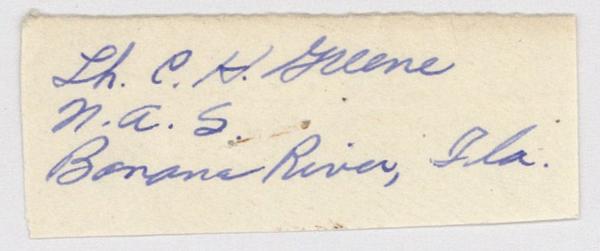 Lt. C. H. Greene
N.A.S.
Banana River, Fla.